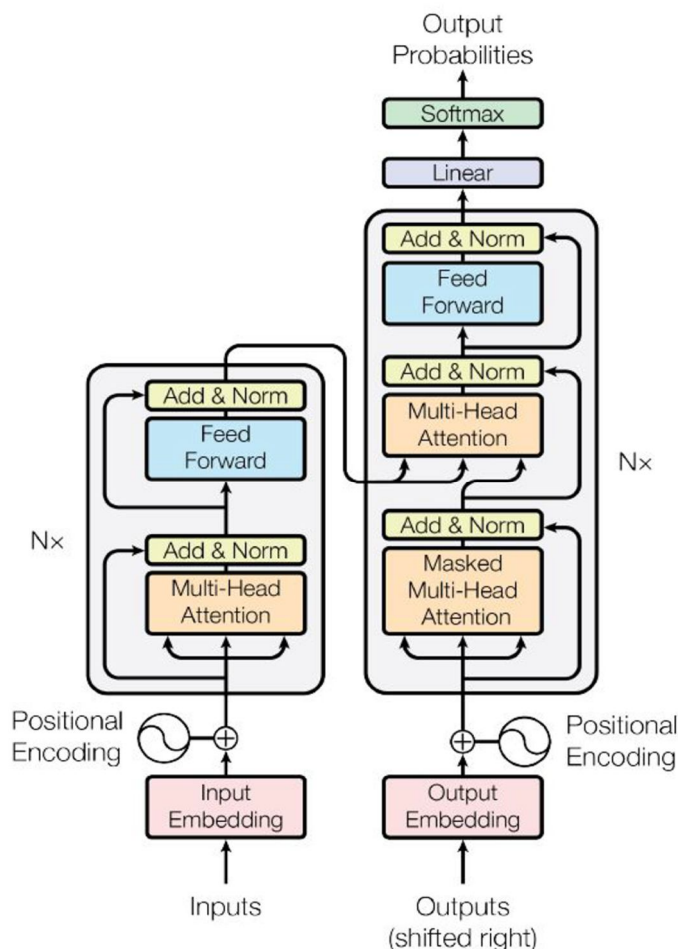 Output
Probabilities
Softmax
Linear
Add & Norm
Feed
Forward
Add & Norm
Multi-Head
Attention
Nx
Add & Norm
Masked
Multi-Head
Attention
Add & Norm
Feed
Forward
Nx
Add & Norm
Multi-Head
Attention
Positional
Encoding
Positional
Encoding
Input
Embedding
Output
Embedding
Inputs
Outputs
(shifted right)